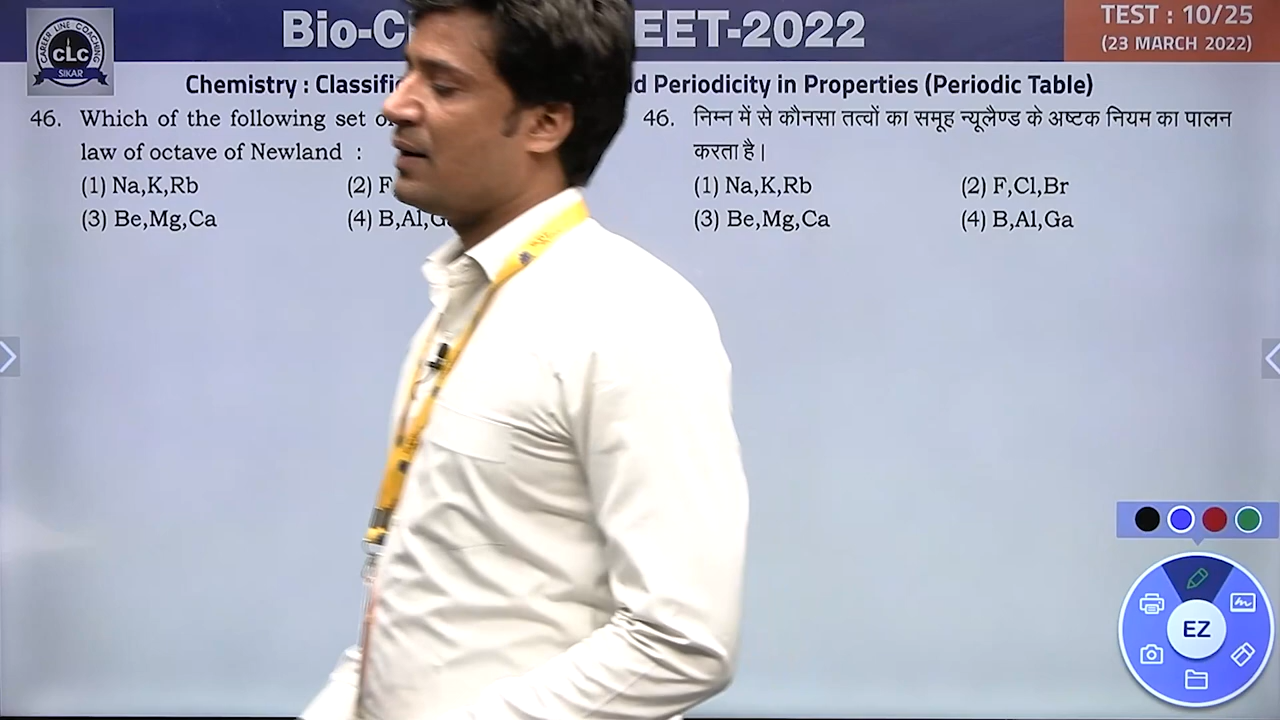 CAREER LINE COACHING
CLC
SIKAR
Bio-C EET-2022
TEST : 10/25
(23 MARCH 2022)
Chemistry : Classifi d Periodicity in Properties (Periodic Table)
46. Which of the following set o
law of octave of Newland :
(1) Na,K,Rb (2) F,
(3) Be,Mg,Ca (4) B,Al,Ga
46. निम्न में से कौनसा तत्वों का समूह न्यूलैण्ड के अष्टक नियम का पालन
करता है।
(1) Na,K,Rb (2) F,Cl,Br
(3) Be,Mg,Ca (4) B,Al,Ga
EZ